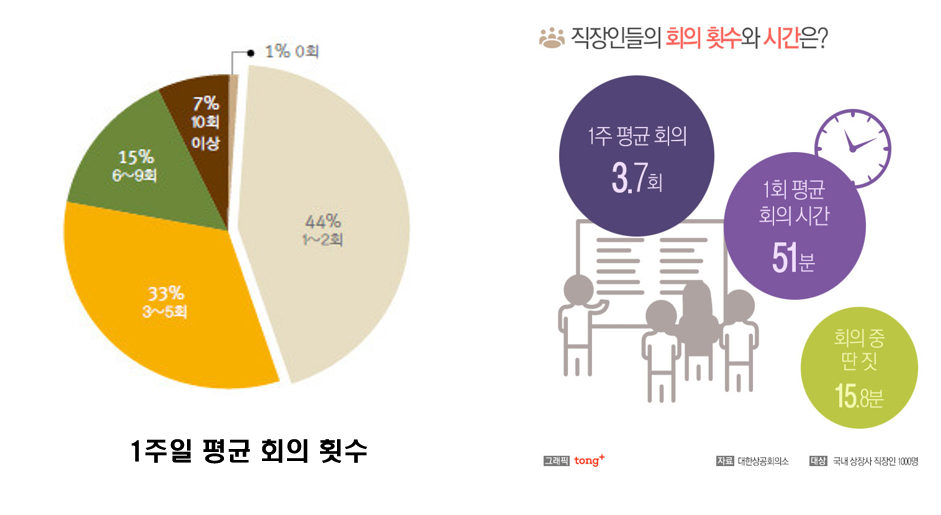 1% 0회
7%
10회
이상
15%
6~9회
44%
1~2회
33%
3~5회
1주일 평균 회의 횟수
직장인들의 회의 횟수와 시간은?
1주 평균 회의
3.7회
1회 평균
회의 시간
51분
회의 중
딴 짓
15.8분
그래픽 tong+
자료 대한상공회의소 대상 국내 상장사 직장인 1000명